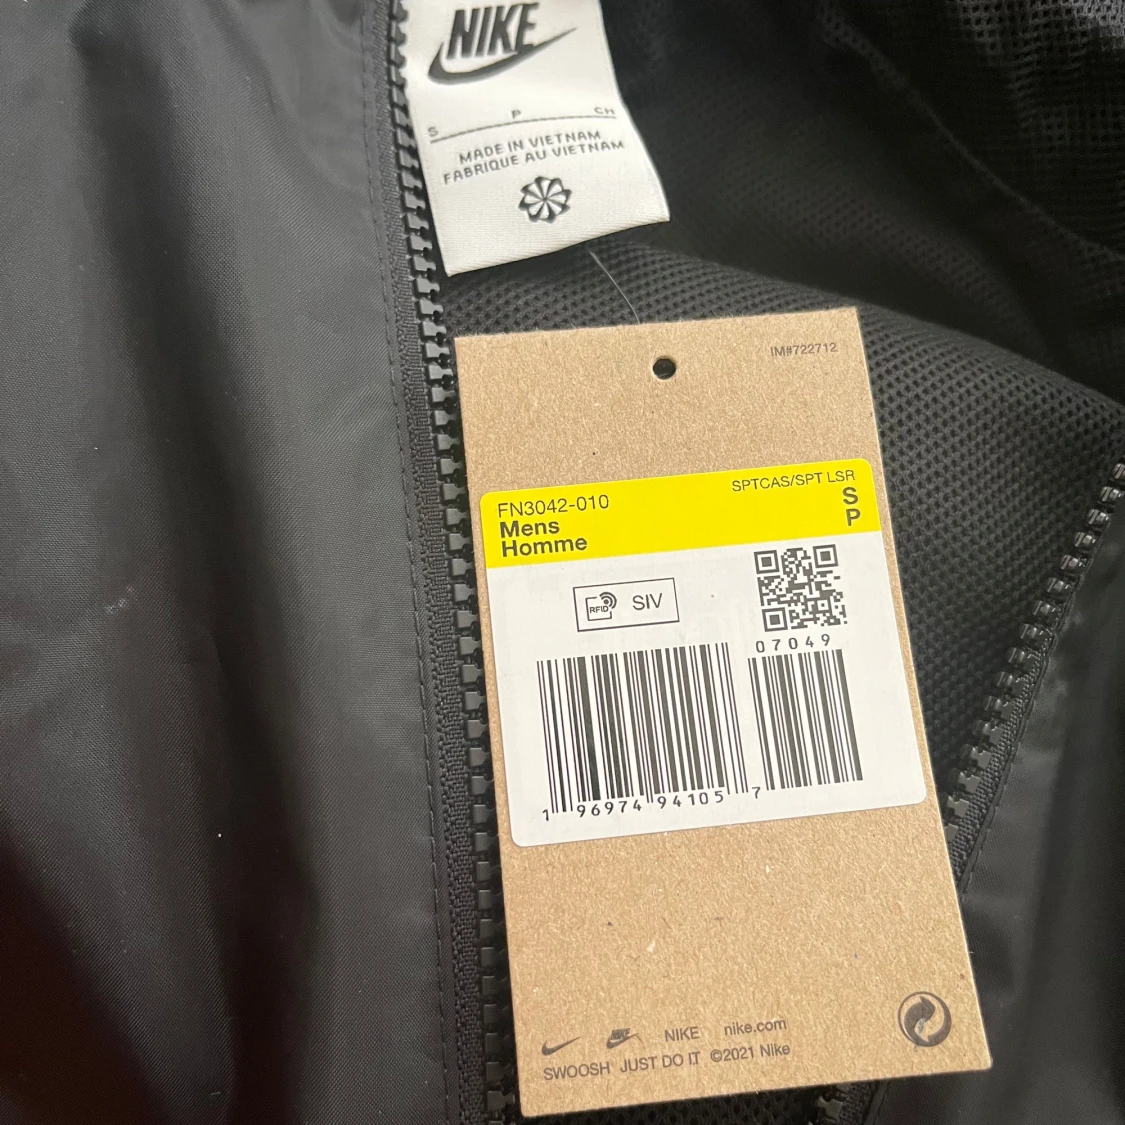 NIKE
S P CH
MADE IN VIETNAM
FABRIQUE AU VIETNAM
IM#722712
FN3042-010 SPTCAS/SPT LSR
Mens S
Homme P
RFID SIV
07049
1 96974 94105 7
NIKE nike.com
SWOOSH JUST DO IT ©2021 Nike